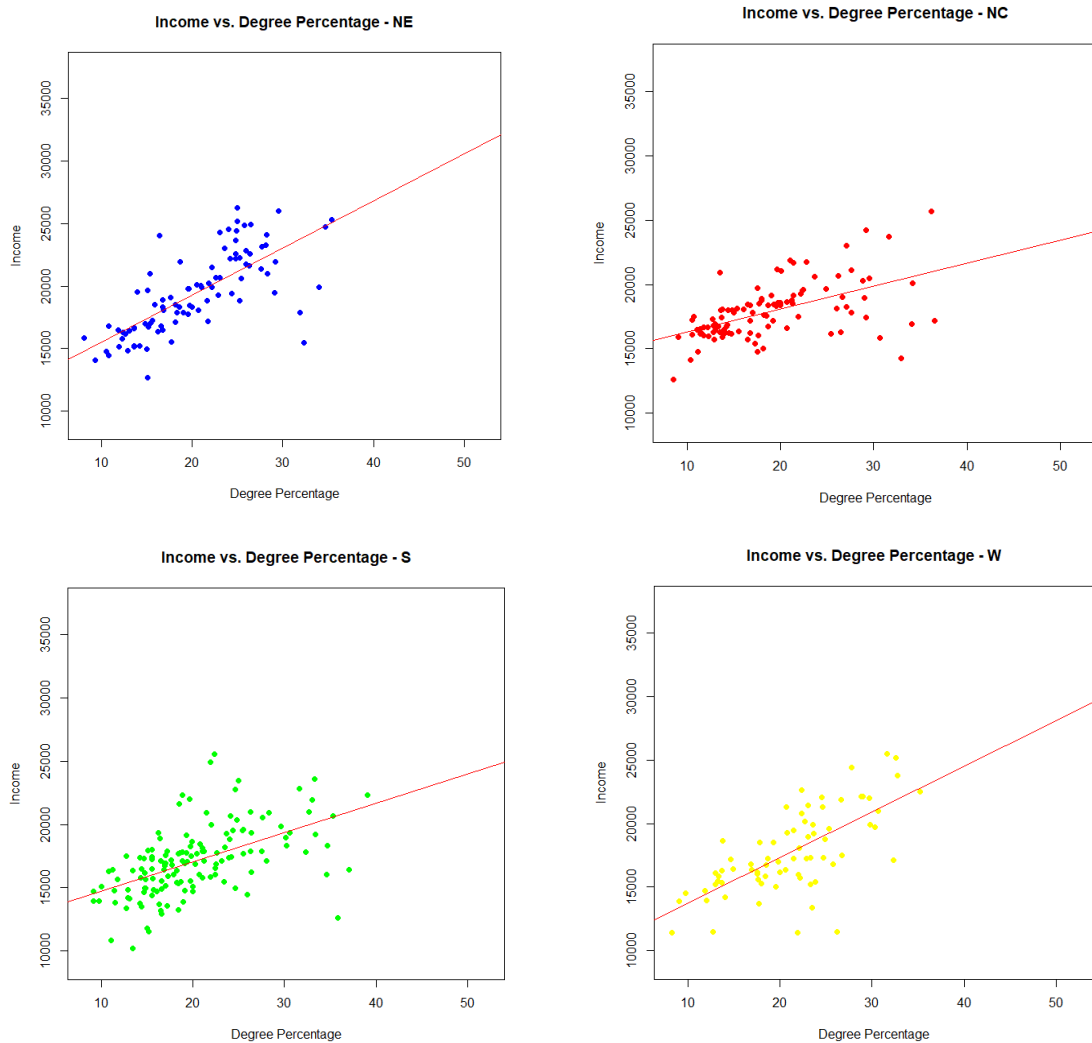 Income vs. Degree Percentage - NE
35000
30000
25000
20000
15000
10000
Income
10 20 30 40 50
Degree Percentage
Income vs. Degree Percentage - NC
35000
30000
25000
20000
15000
10000
Income
10 20 30 40 50
Degree Percentage
Income vs. Degree Percentage - S
35000
30000
25000
20000
15000
10000
Income
10 20 30 40 50
Degree Percentage
Income vs. Degree Percentage - W
35000
30000
25000
20000
15000
10000
Income
10 20 30 40 50
Degree Percentage